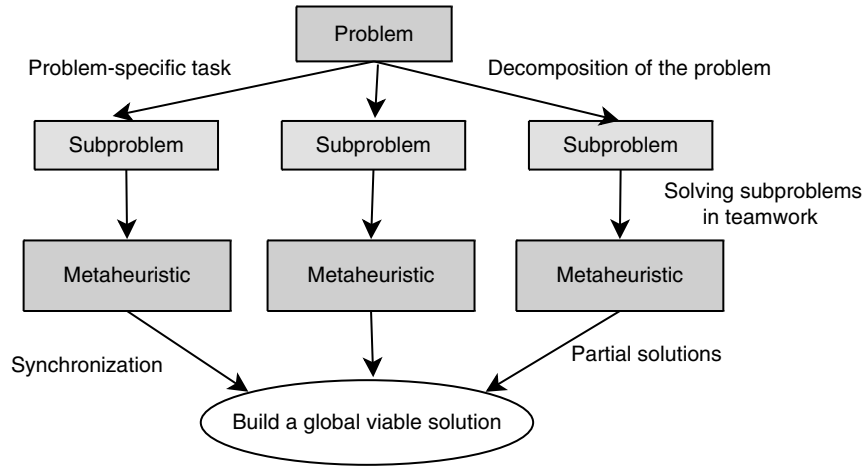 Problem
Problem-specific task
Decomposition of the problem
Subproblem
Subproblem
Subproblem
Solving subproblems
in teamwork
Metaheuristic
Metaheuristic
Metaheuristic
Synchronization
Partial solutions
Build a global viable solution